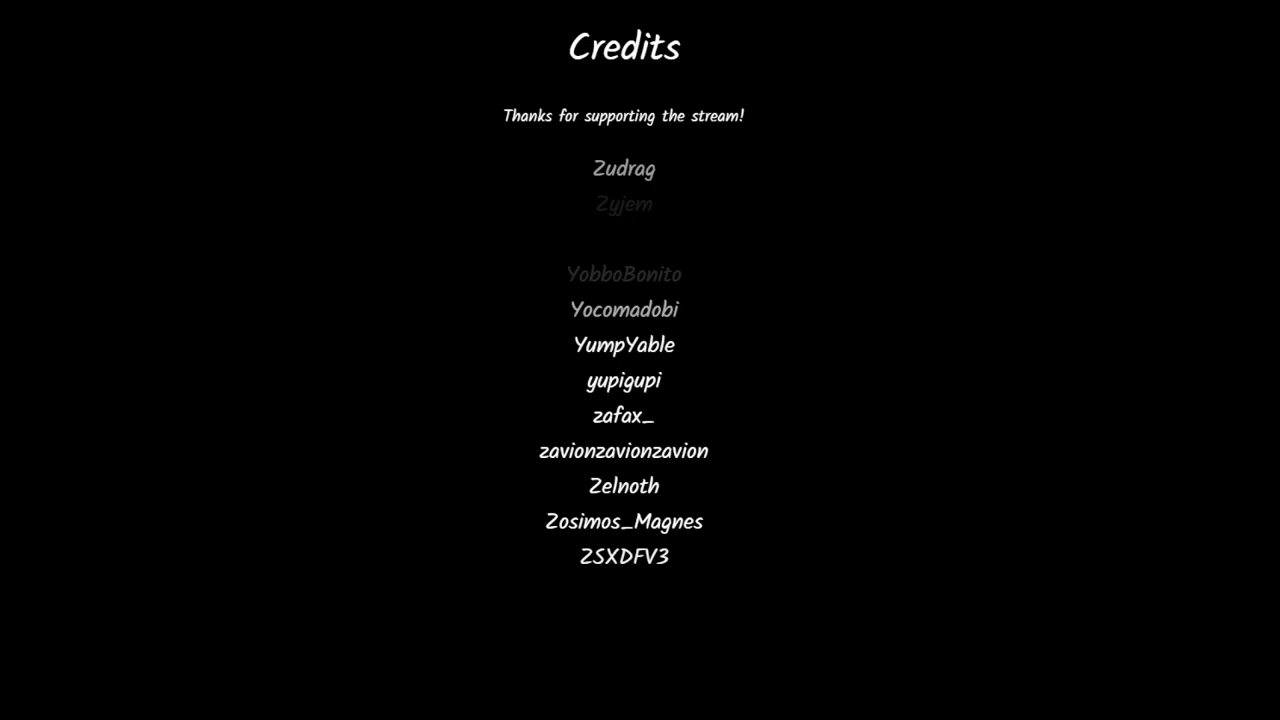 Credits
Thanks for supporting the stream!
Zudrag
Zyjem
YobboBonito
Yocomadobi
YumpYable
yupigupi
zafax_
zavionzavionzavion
Zelnoth
Zosimos_Magnes
ZSXDFV3